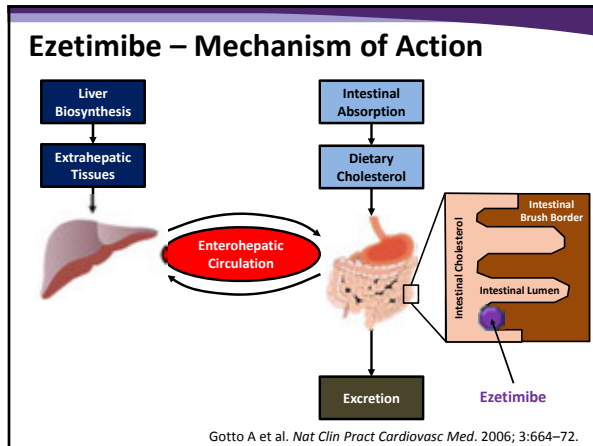 Ezetimibe – Mechanism of Action
Liver
Biosynthesis
Extrahepatic
Tissues
Intestinal
Absorption
Dietary
Cholesterol
Enterohepatic
Circulation
Excretion
Intestinal Cholesterol
Intestinal
Brush Border
Intestinal Lumen
Ezetimibe
Gotto A et al. Nat Clin Pract Cardiovasc Med. 2006; 3:664–72.